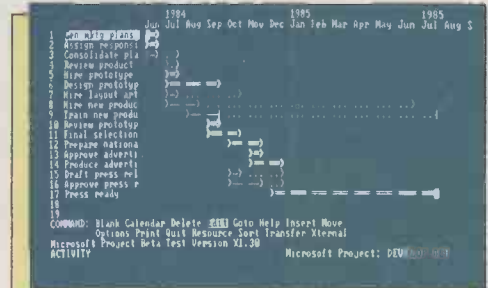 1984 1985 1985
Jun Jul Aug Sep Oct Nov Dec Jan Feb Mar Apr May Jun Jul Aug S
1 Gen mktg plans
2 Assign responsi
3 Consolidate pla
4 Review product
5 Hire prototype
6 Design prototyp
7 Hire layout art
8 Hire new produc
9 Train new produ
10 Review prototyp
11 Final selection
12 Prepare nationa
13 Approve adverti
14 Produce adverti
15 Draft press rel
16 Approve press r
17 Press ready
18
19
COMMAND: Blank Calendar Delete Edit Goto Help Insert Move
Options Print Quit Resource Sort Transfer Xternal
Microsoft Project Beta Test Version X1.30
ACTIVITY Microsoft Project: DEV